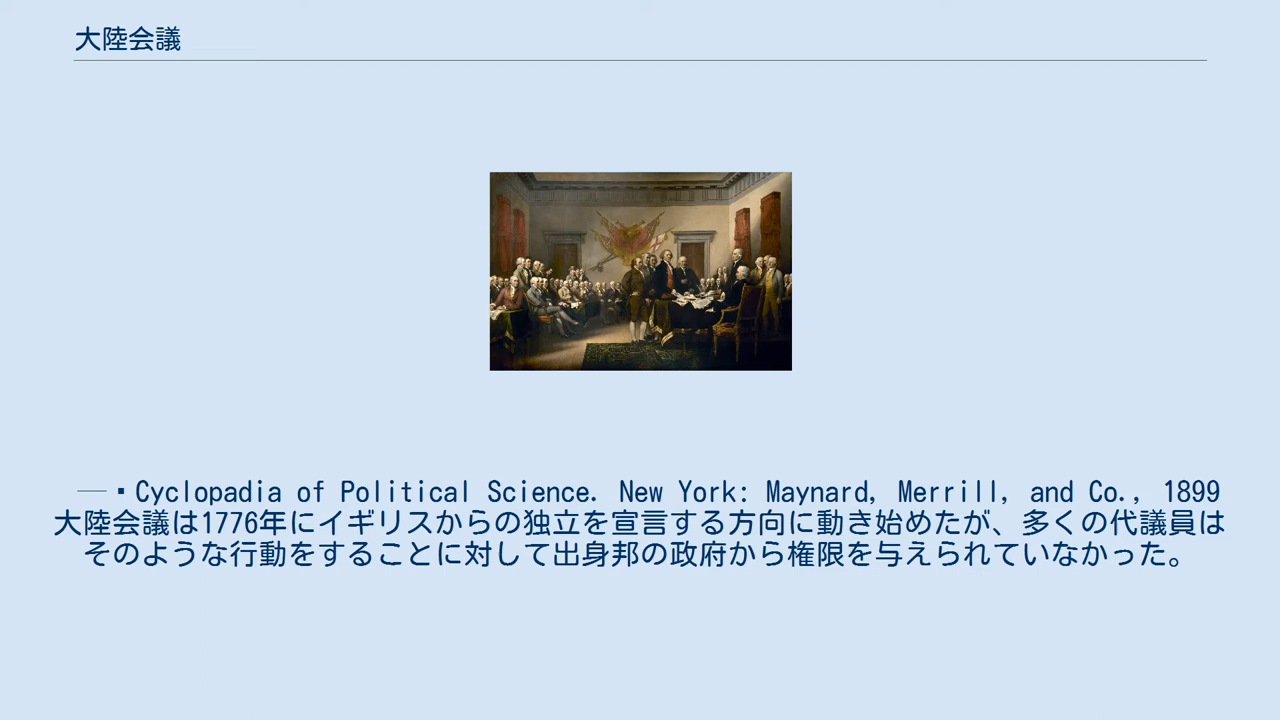 大陸会議
—▪Cyclopadia of Political Science. New York: Maynard, Merrill, and Co., 1899
大陸会議は1776年にイギリスからの独立を宣言する方向に動き始めたが、多くの代議員は
そのような行動をすることに対して出身邦の政府から権限を与えられていなかった。